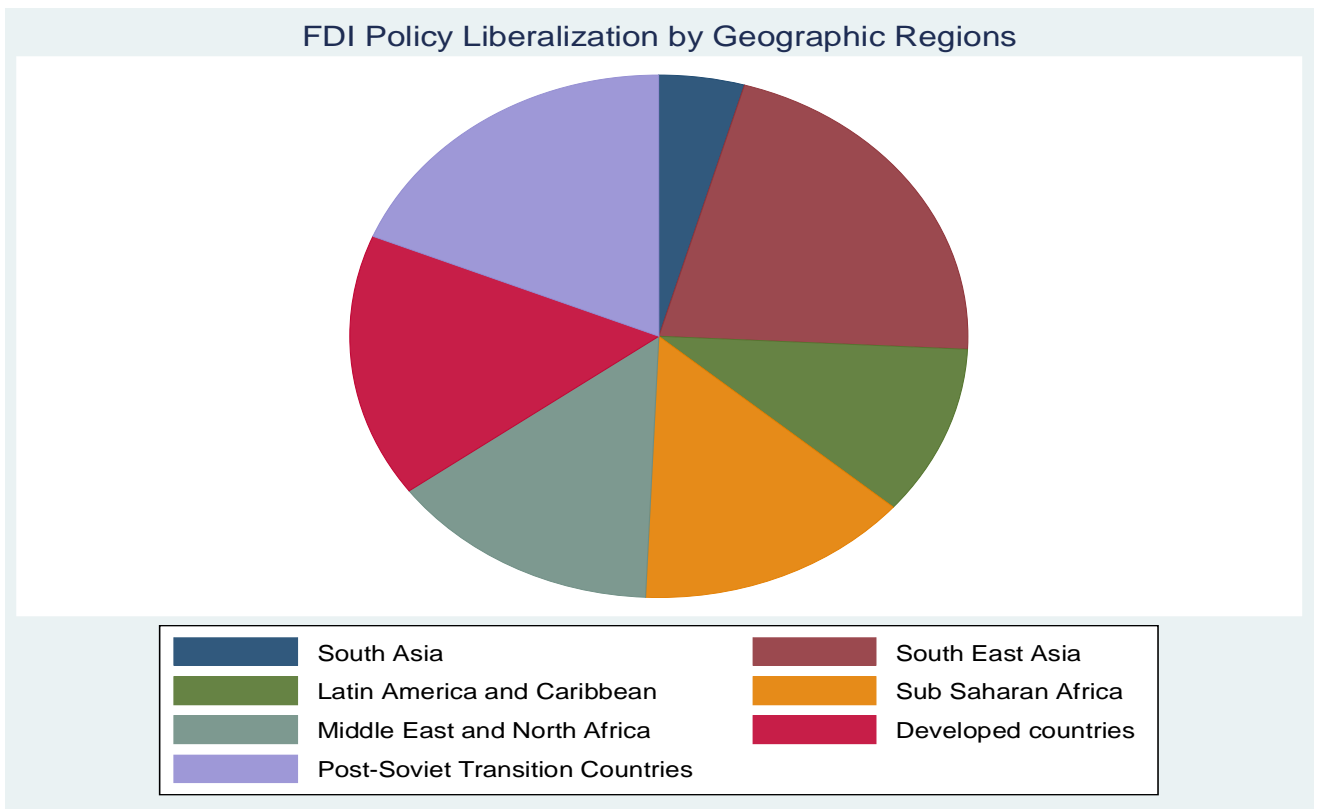 FDI Policy Liberalization by Geographic Regions
South Asia
South East Asia
Latin America and Caribbean
Sub Saharan Africa
Middle East and North Africa
Developed countries
Post-Soviet Transition Countries